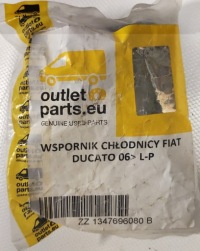 outlet
parts.eu
GENUINE USED PARTS
WSPORNIK CHŁODNICY FIAT
DUCATO 06> L-P
ZZ 1347696080 B